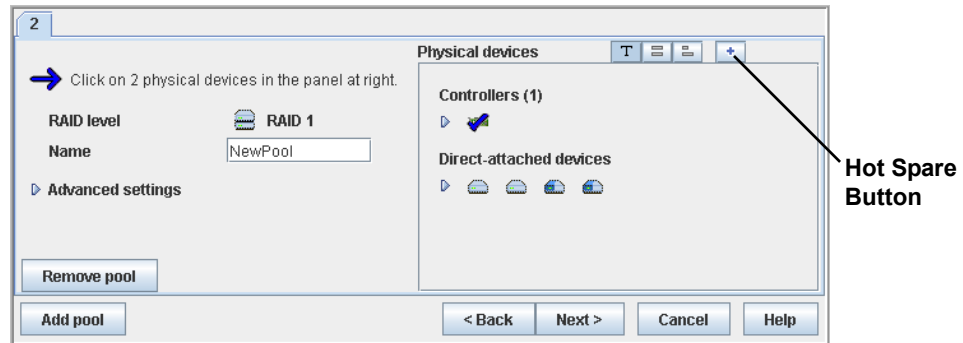 2
Physical devices
T
+
Click on 2 physical devices in the panel at right.
RAID level
RAID 1
Name
NewPool
Advanced settings
Controllers (1)
Direct-attached devices
Hot Spare
Button
Remove pool
Add pool
< Back
Next >
Cancel
Help